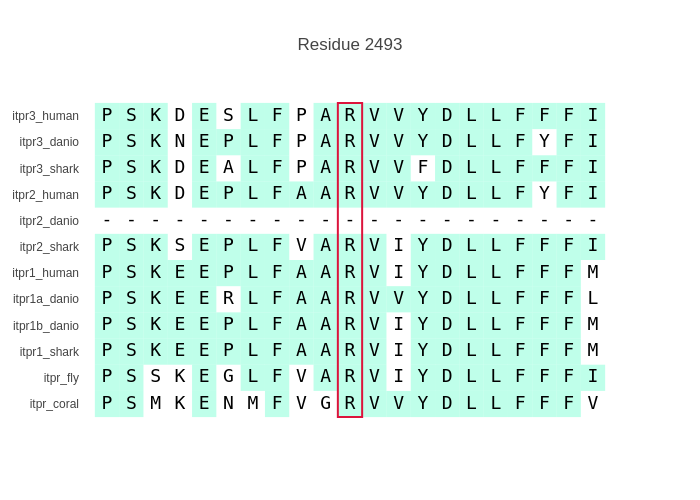 Residue 2493
itpr3_human P S K D E S L F P A R V V Y D L L F F F I
itpr3_danio P S K N E P L F P A R V V Y D L L F Y F I
itpr3_shark P S K D E A L F P A R V V F D L L F F F I
itpr2_human P S K D E P L F A A R V V Y D L L F Y F I
itpr2_danio - - - - - - - - - - - - - - - - - - - - -
itpr2_shark P S K S E P L F V A R V I Y D L L F F F I
itpr1_human P S K E E P L F A A R V I Y D L L F F F M
itpr1a_danio P S K E E R L F A A R V V Y D L L F F F L
itpr1b_danio P S K E E P L F A A R V I Y D L L F F F M
itpr1_shark P S K E E P L F A A R V I Y D L L F F F M
itpr_fly P S S K E G L F V A R V I Y D L L F F F I
itpr_coral P S M K E N M F V G R V V Y D L L F F F V